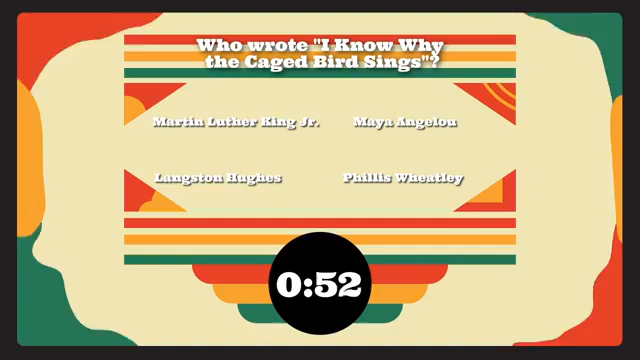 Who wrote "I Know Why
the Caged Bird Sings"?
Martin Luther King Jr.
Maya Angelou
Langston Hughes
Phillis Wheatley
0:52